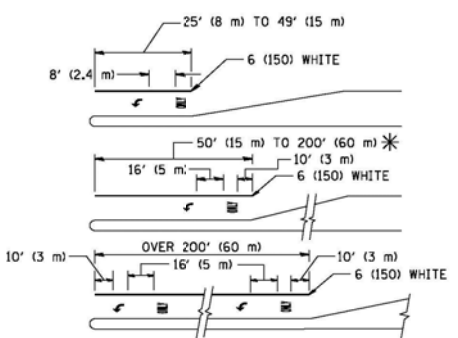 25' (8 m) TO 49' (15 m)
6 (150) WHITE
8' (2.4 m)
50' (15 m) TO 200' (60 m) ✳
16' (5 m)
10' (3 m)
6 (150) WHITE
OVER 200' (60 m)
10' (3 m)
16' (5 m)
10' (3 m)
6 (150) WHITE